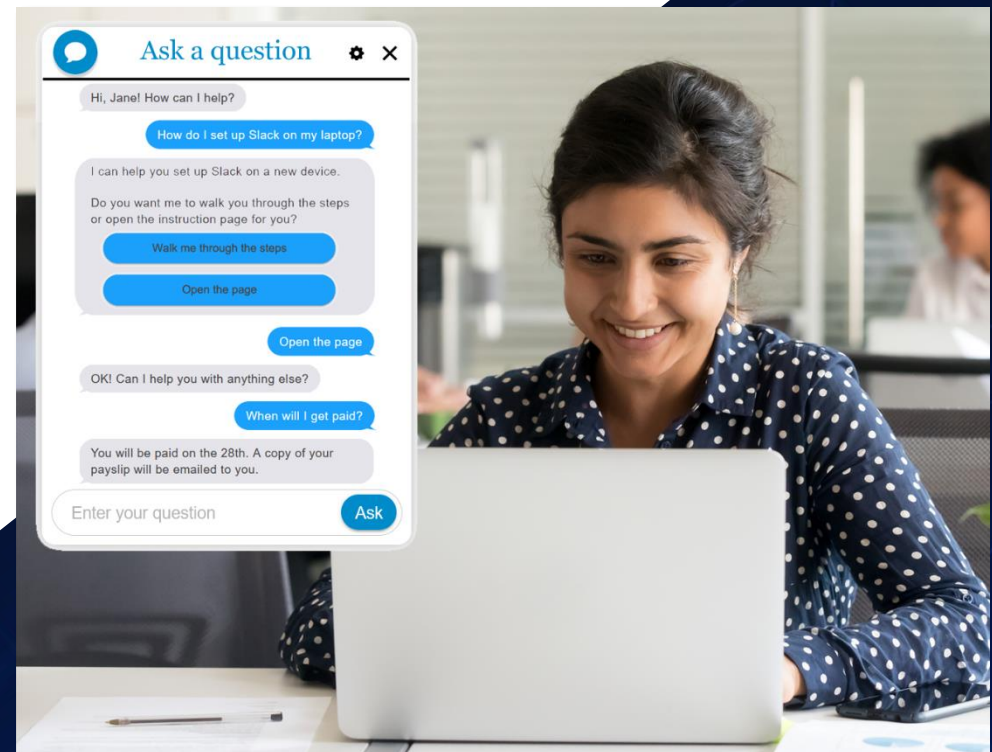 Ask a question
Hi, Jane! How can I help?
How do I set up Slack on my laptop?
I can help you set up Slack on a new device.
Do you want me to walk you through the steps
or open the instruction page for you?
Walk me through the steps
Open the page
Open the page
OK! Can I help you with anything else?
When will I get paid?
You will be paid on the 28th. A copy of your
payslip will be emailed to you.
Enter your question
Ask